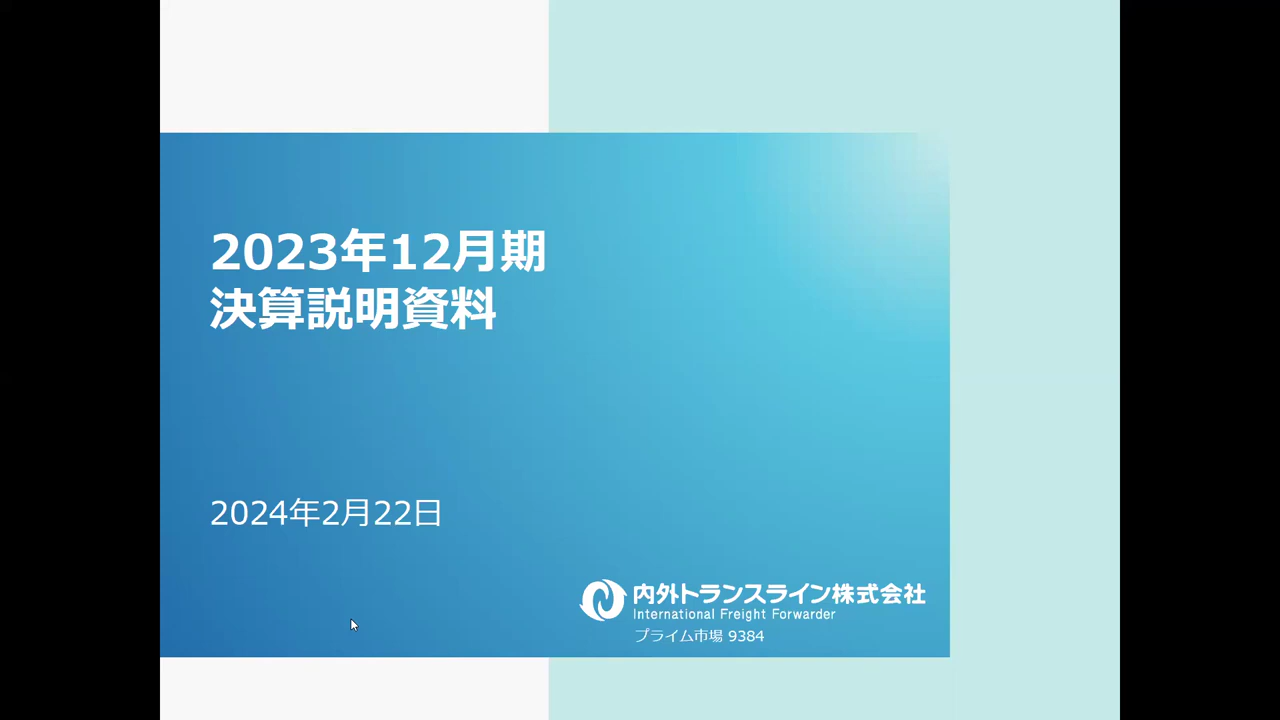 2023年12月期
決算説明資料
2024年2月22日
内外トランスライン株式会社
International Freight Forwarder
プライム市場 9384